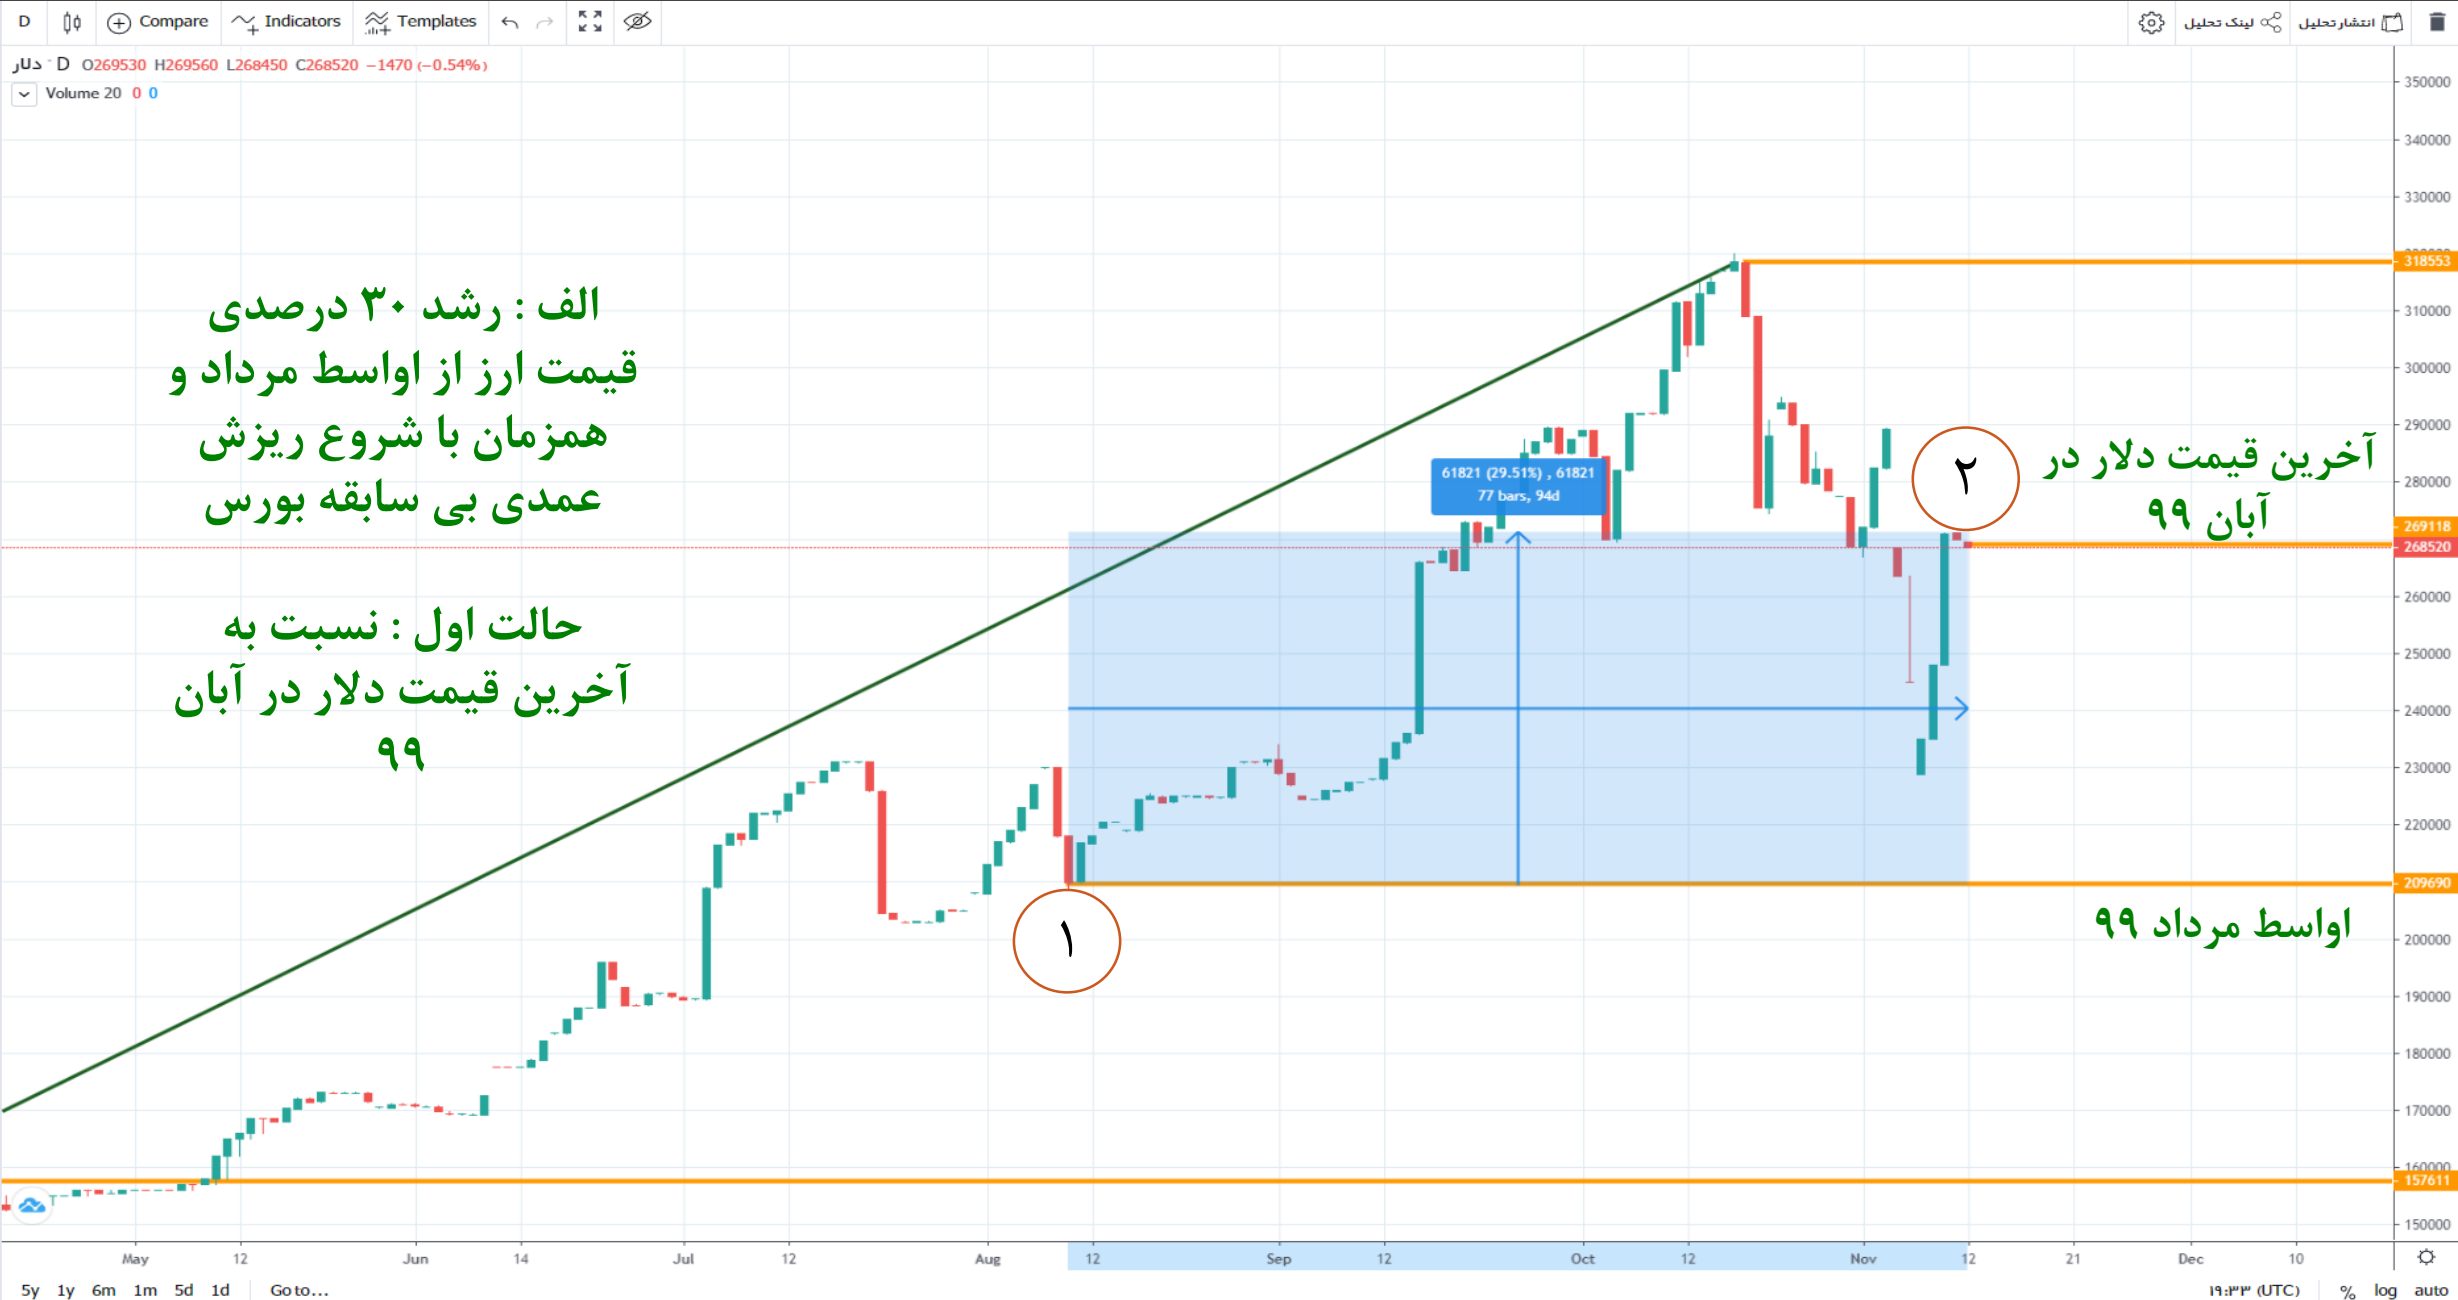 D Compare Indicators Templates لینک تحلیل انتشار تحلیل
دلار D O269530 H269560 L268450 C268520 −1470 (−0.54%)
Volume 20 0 0
350000
340000
330000
318553
310000
300000
290000
280000
269118
268520
260000
250000
240000
230000
220000
209690
200000
190000
180000
170000
160000
157611
150000
الف : رشد ۳۰ درصدی
قیمت ارز از اواسط مرداد و
همزمان با شروع ریزش
عمدی بی سابقه بورس
حالت اول : نسبت به
آخرین قیمت دلار در آبان
۹۹
61821 (29.51%) , 61821
77 bars, 94d
۲
آخرین قیمت دلار در
آبان ۹۹
۱
اواسط مرداد ۹۹
May 12 Jun 14 Jul 12 Aug 12 Sep 12 Oct 12 Nov 12 21 Dec 10
5y 1y 6m 1m 5d 1d Go to... ۱۹:۳۳ (UTC) % log auto